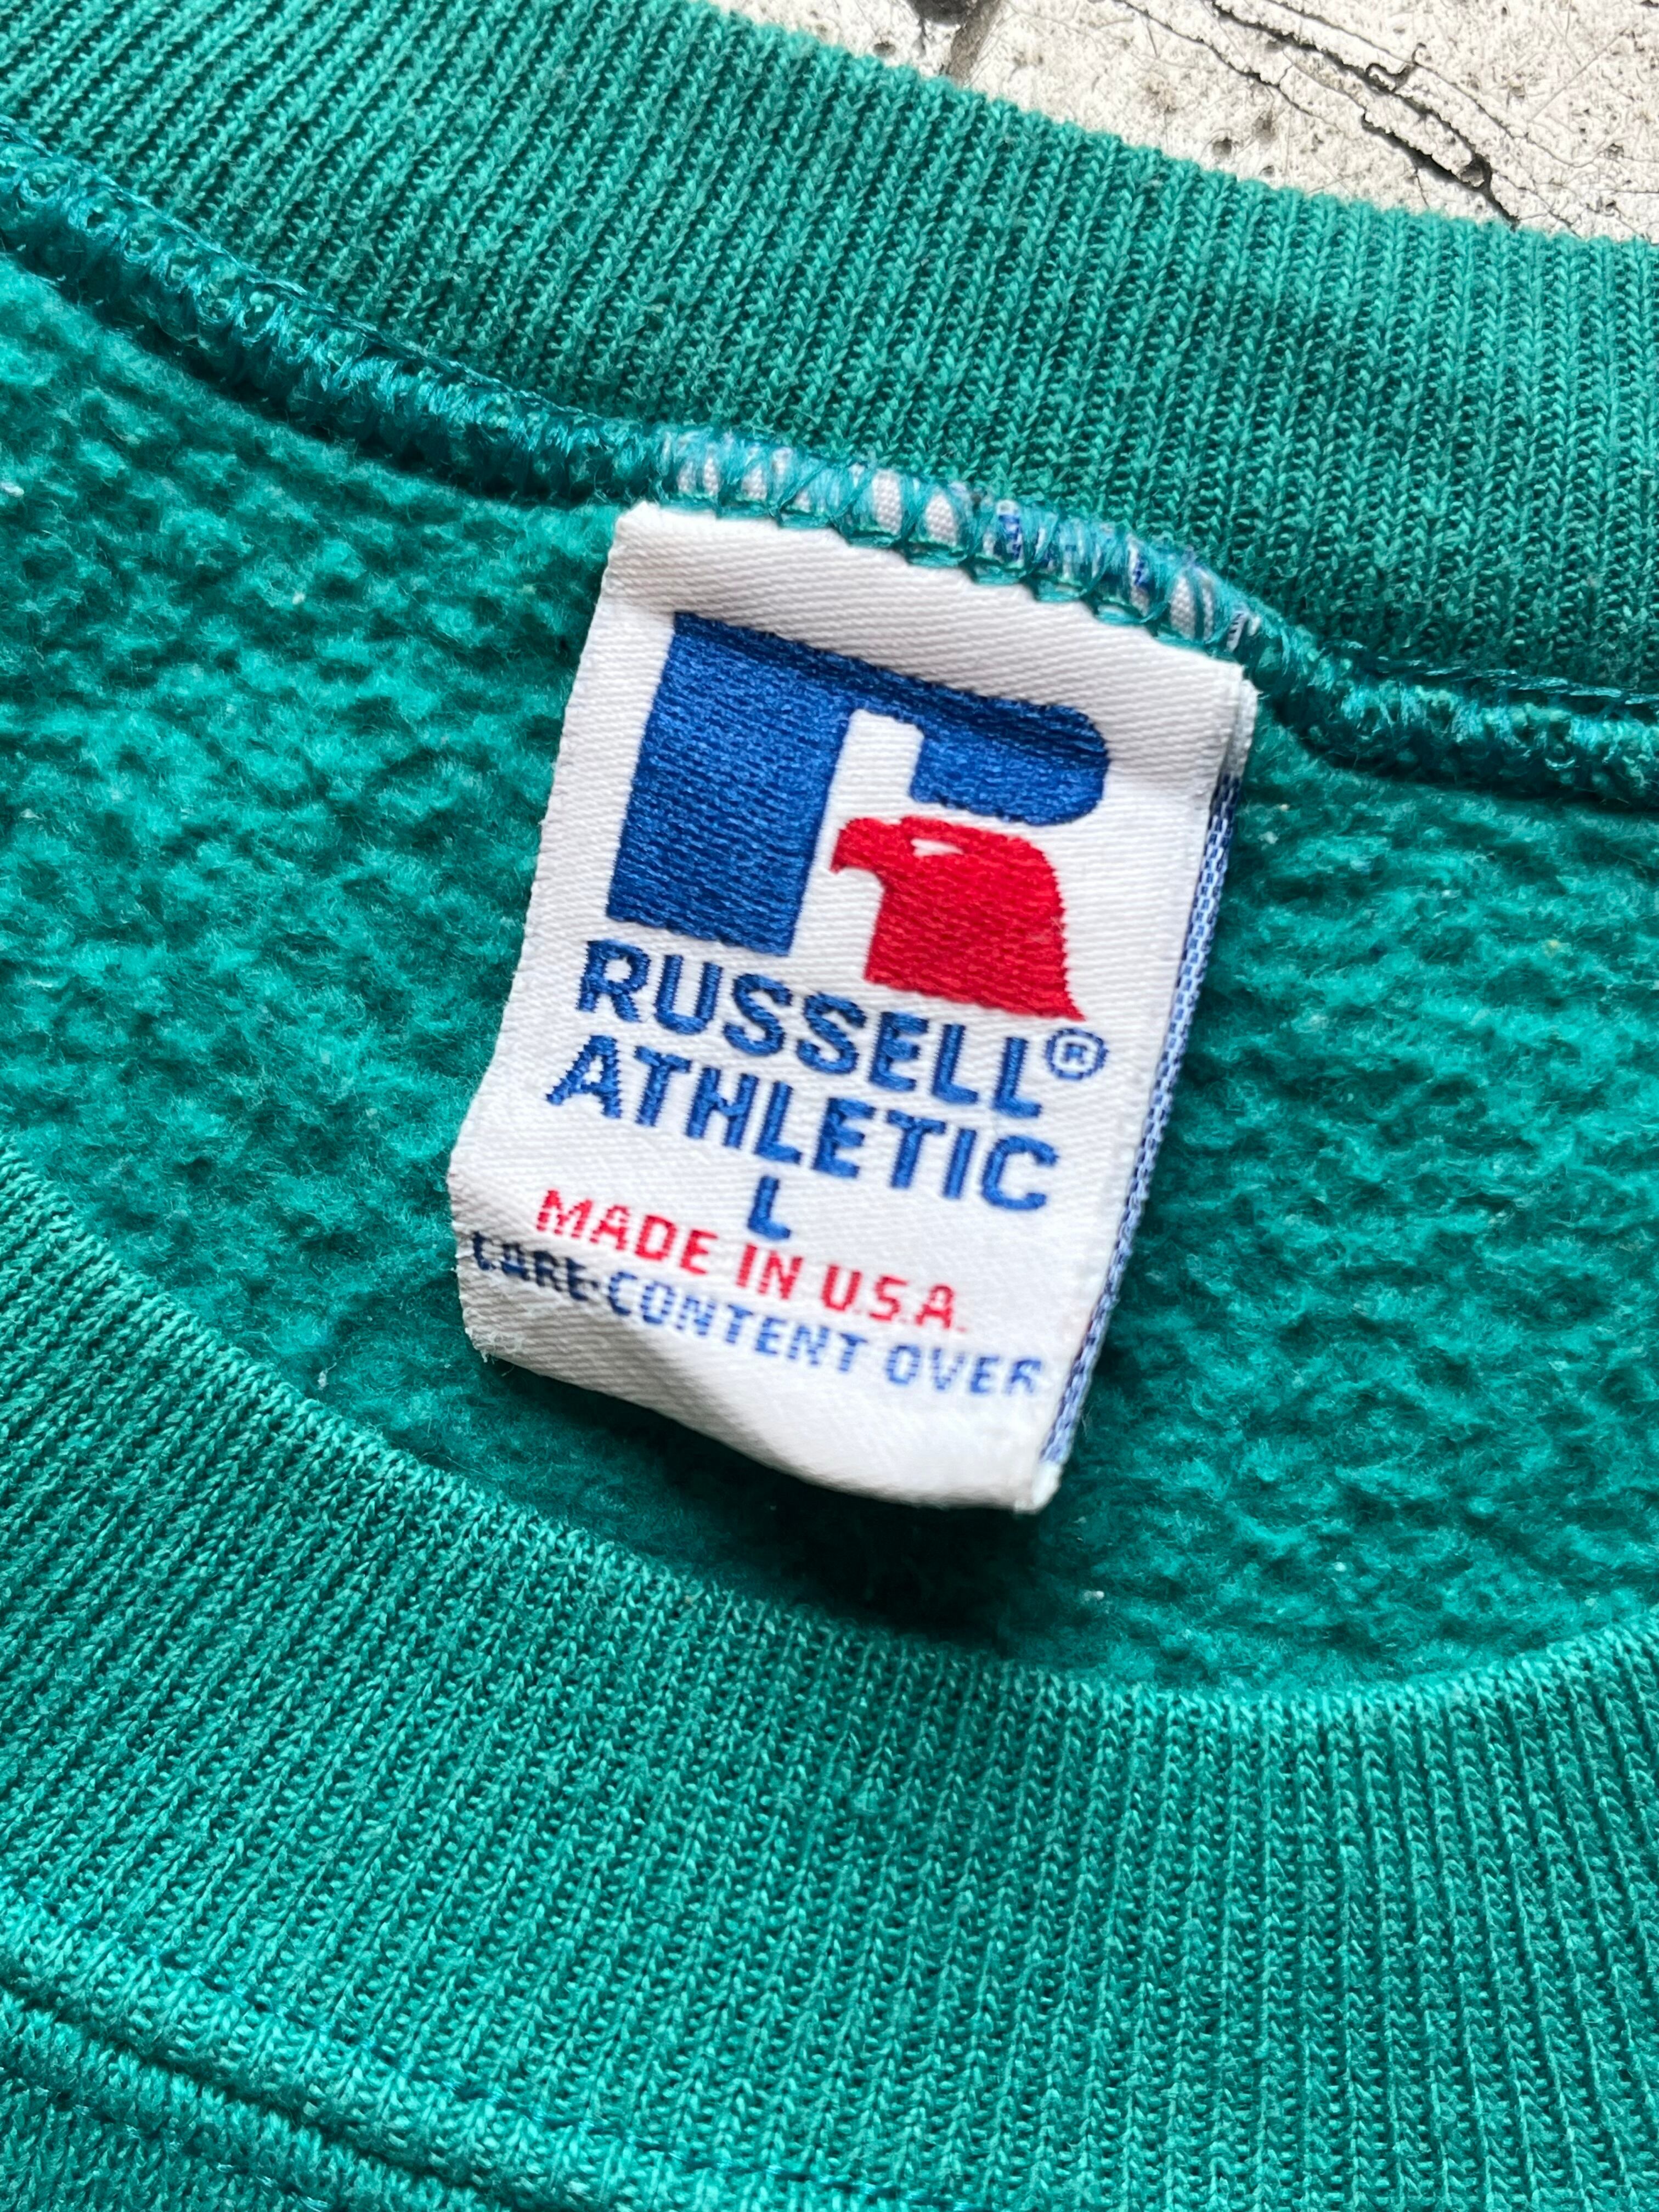 RUSSELL®
ATHLETIC
L
MADE IN U.S.A.
CARE·CONTENT OVER